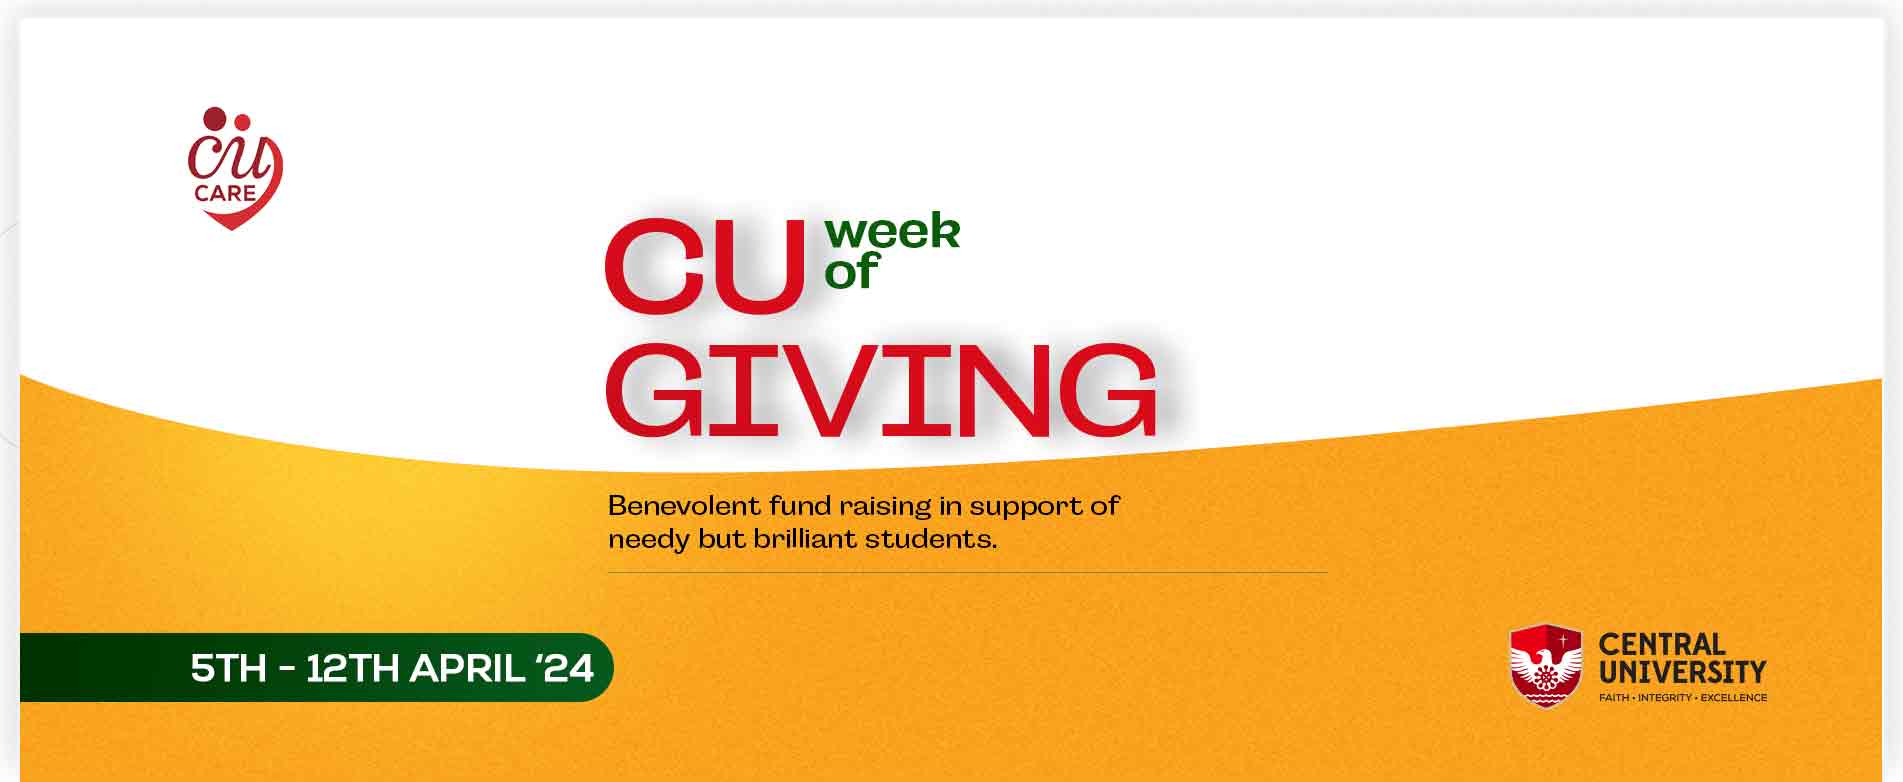 cu
CARE
CU week
of
GIVING
Benevolent fund raising in support of
needy but brilliant students.
5TH - 12TH APRIL ‘24
CENTRAL
UNIVERSITY
FAITH • INTEGRITY • EXCELLENCE